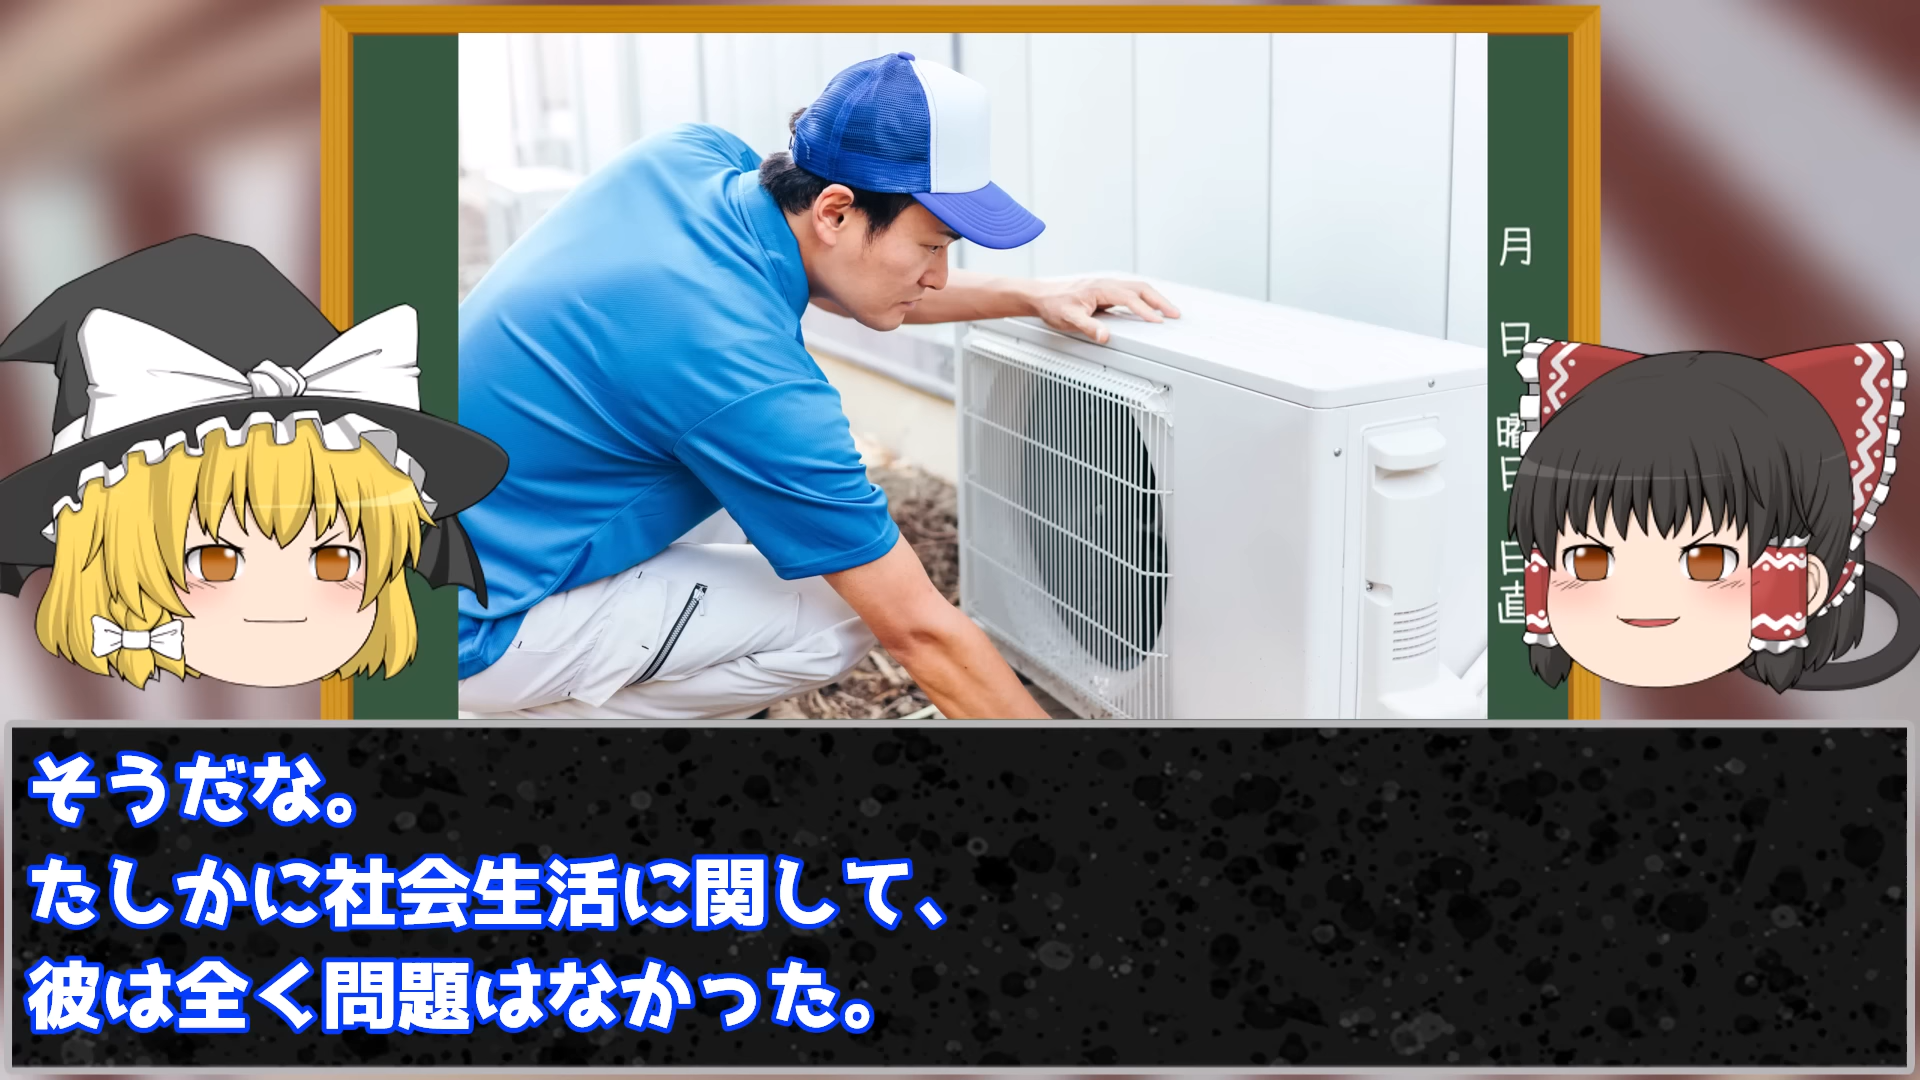 月
日
曜
日
日
直
そうだな。
たしかに社会生活に関して、
彼は全く問題はなかった。